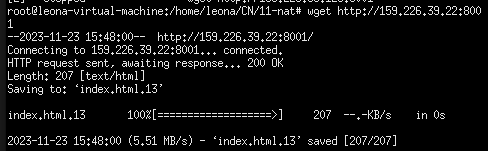 root@leona-virtual-machine:/home/leona/CN/11-nat# wget http://159.226.39.22:800
1
--2023-11-23 15:48:00--  http://159.226.39.22:8001/
Connecting to 159.226.39.22:8001... connected.
HTTP request sent, awaiting response... 200 OK
Length: 207 [text/html]
Saving to: ‘index.html.13’
index.html.13       100%[===================>]     207  --.-KB/s    in 0s
2023-11-23 15:48:00 (5.51 MB/s) - ‘index.html.13’ saved [207/207]